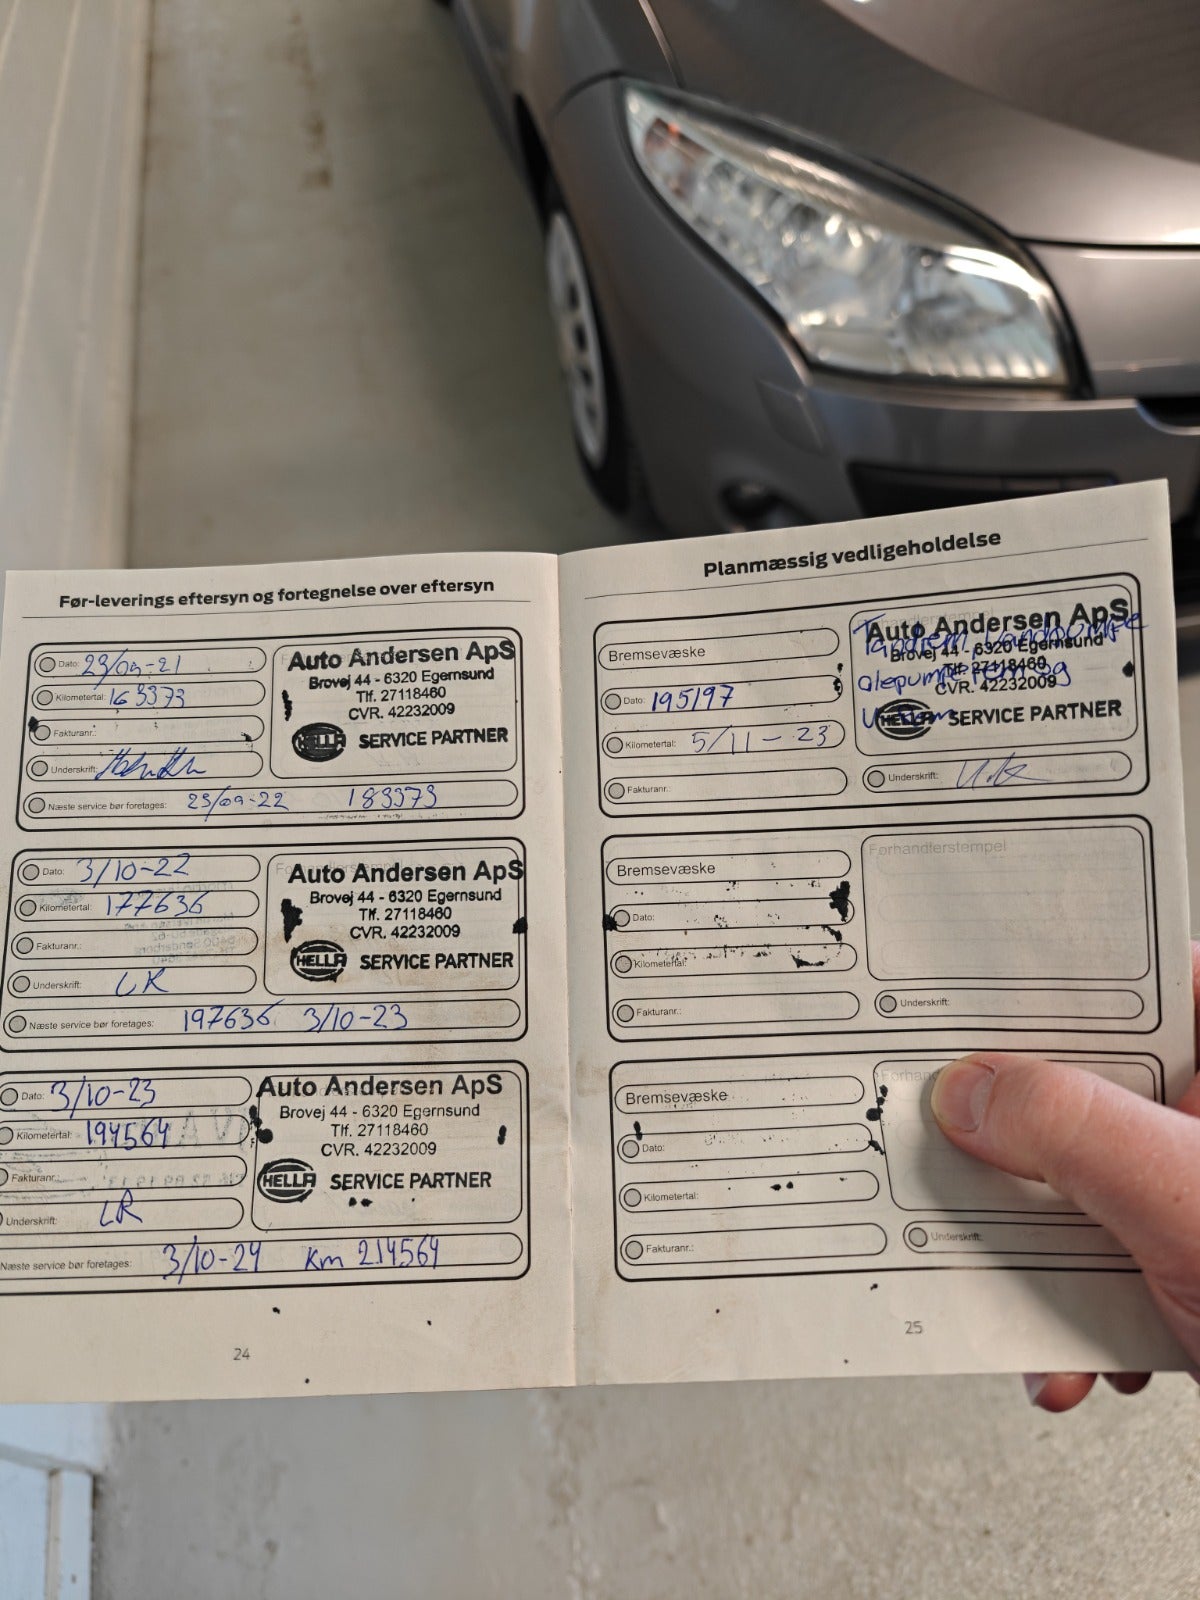 Før-leverings eftersyn og fortegnelse over eftersyn
Dato: 23/09-21
Kilometertal: 163373
Fakturanr.:
Underskrift:
Auto Andersen ApS
Brovej 44 - 6320 Egernsund
Tlf. 27118460
CVR. 42232009
HELLA SERVICE PARTNER
Næste service bør foretages: 23/09-22 183373
Dato: 3/10-22
Kilometertal: 177636
Fakturanr.:
Underskrift: LR
Auto Andersen ApS
Brovej 44 - 6320 Egernsund
Tlf. 27118460
CVR. 42232009
HELLA SERVICE PARTNER
Næste service bør foretages: 197636 3/10-23
Dato: 3/10-23
Kilometertal: 194564
Fakturanr.:
Underskrift: LR
Auto Andersen ApS
Brovej 44 - 6320 Egernsund
Tlf. 27118460
CVR. 42232009
HELLA SERVICE PARTNER
Næste service bør foretages: 3/10-24 Km 214564
24
Planmæssig vedligeholdelse
Bremsevæske
Dato: 195197
Kilometertal: 5/11-23
Fakturanr.:
Auto Andersen ApS
Brovej 44 - 6320 Egernsund
Tlf. 27118460
CVR. 42232009
HELLA SERVICE PARTNER
Tandrem, Vandpumpe
og
Underskrift:
Bremsevæske
Dato:
Kilometertal:
Fakturanr.:
Forhandlerstempel
Underskrift:
Bremsevæske
Dato:
Kilometertal:
Fakturanr.:
Underskrift:
25